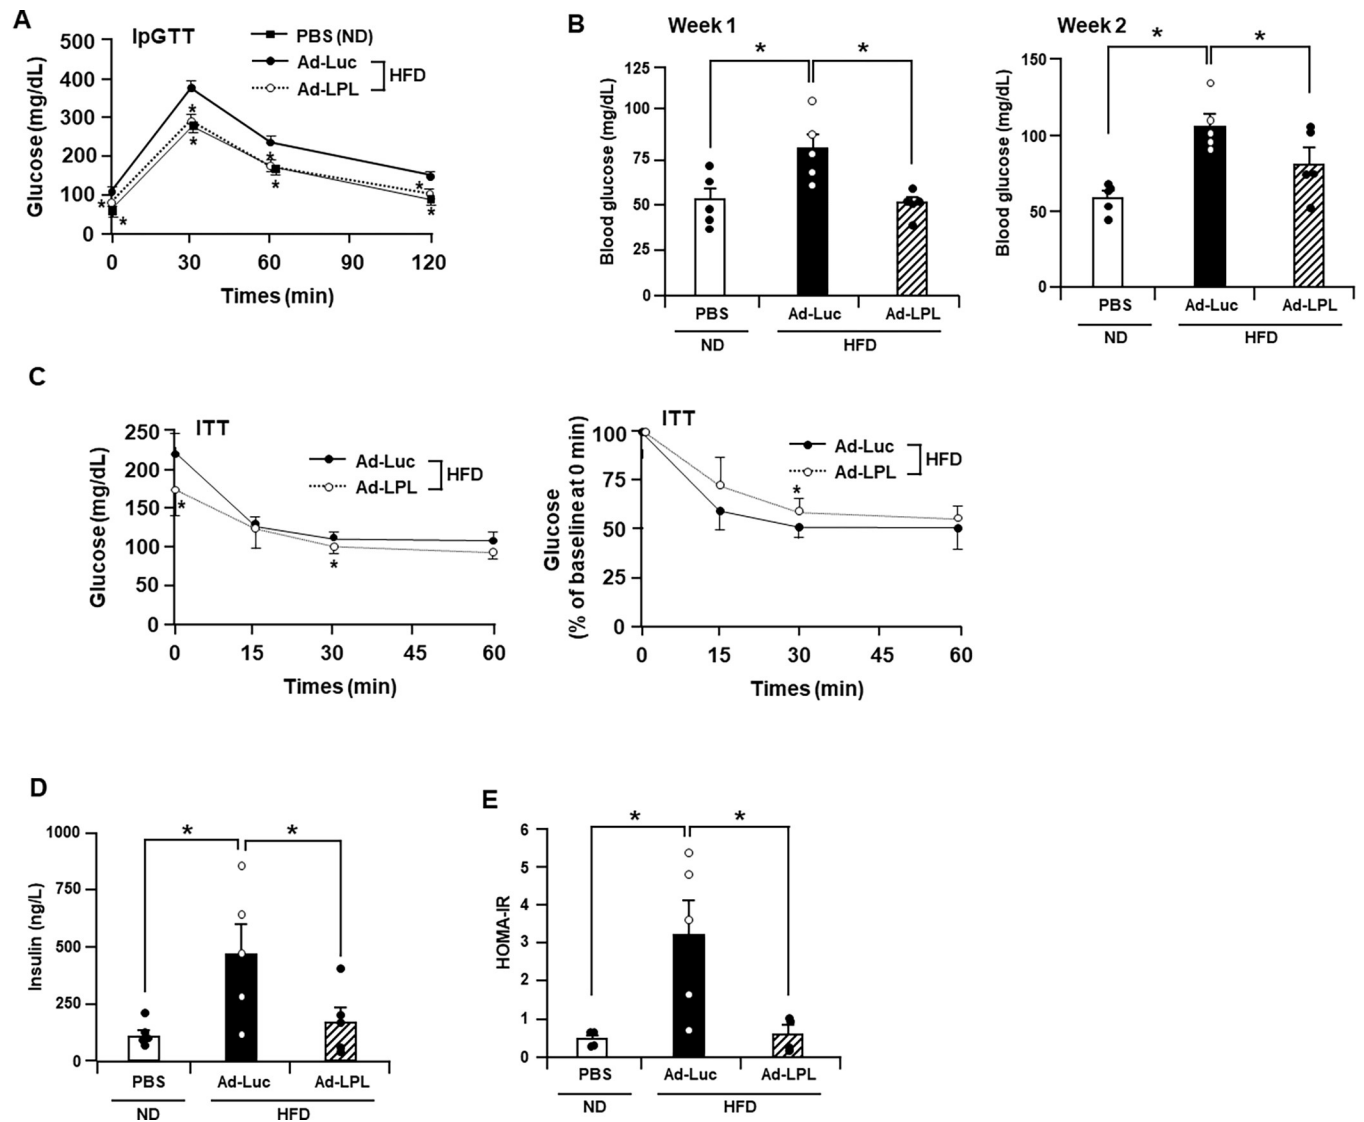 A
IpGTT
PBS (ND)
Ad-Luc
Ad-LPL
HFD
Glucose (mg/dL)
500
400
300
200
100
0
* * * * * * * *
0 30 60 90 120
Times (min)
B
Week 1
* *
Blood glucose (mg/dL)
125
100
75
50
25
0
PBS Ad-Luc Ad-LPL
ND HFD
Week 2
* *
Blood glucose (mg/dL)
150
100
50
0
PBS Ad-Luc Ad-LPL
ND HFD
C
ITT
Ad-Luc
Ad-LPL
HFD
Glucose (mg/dL)
250
200
150
100
50
0
* *
0 15 30 45 60
Times (min)
ITT
Ad-Luc
Ad-LPL
HFD
Glucose
(% of baseline at 0 min)
100
75
50
25
0
*
0 15 30 45 60
Times (min)
D
* *
Insulin (ng/L)
1000
750
500
250
0
PBS Ad-Luc Ad-LPL
ND HFD
E
* *
HOMA-IR
6
5
4
3
2
1
0
PBS Ad-Luc Ad-LPL
ND HFD